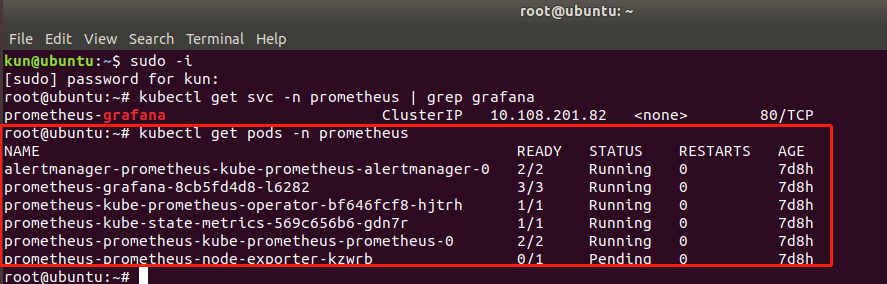 root@ubuntu: ~
File Edit View Search Terminal Help
kun@ubuntu:~$ sudo -i
[sudo] password for kun:
root@ubuntu:~# kubectl get svc -n prometheus | grep grafana
prometheus-grafana ClusterIP 10.108.201.82 <none> 80/TCP
root@ubuntu:~# kubectl get pods -n prometheus
NAME READY STATUS RESTARTS AGE
alertmanager-prometheus-kube-prometheus-alertmanager-0 2/2 Running 0 7d8h
prometheus-grafana-8cb5fd4d8-l6282 3/3 Running 0 7d8h
prometheus-kube-prometheus-operator-bf646fcf8-hjtrh 1/1 Running 0 7d8h
prometheus-kube-state-metrics-569c656b6-gdn7r 1/1 Running 0 7d8h
prometheus-prometheus-kube-prometheus-prometheus-0 2/2 Running 0 7d8h
prometheus-prometheus-node-exporter-kzwrb 0/1 Pending 0 7d8h
root@ubuntu:~#